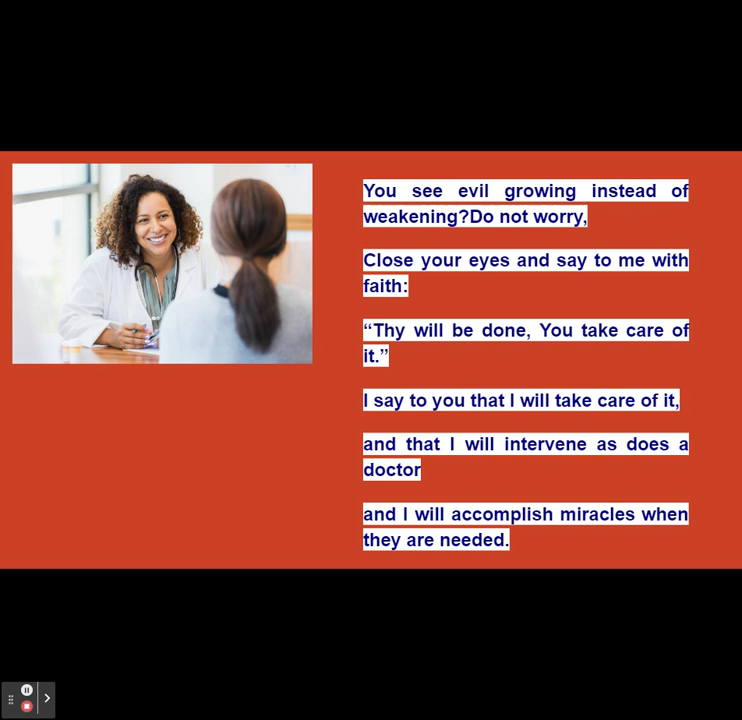 You see evil growing instead of
weakening?Do not worry,
Close your eyes and say to me with
faith:
“Thy will be done, You take care of
it.”
I say to you that I will take care of it,
and that I will intervene as does a
doctor
and I will accomplish miracles when
they are needed.